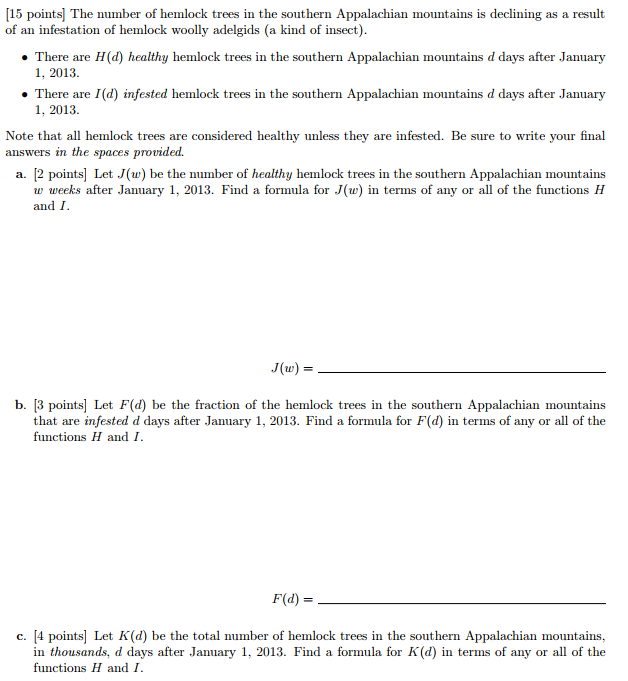 [15 points] The number of hemlock trees in the southern Appalachian mountains is declining as a result
of an infestation of hemlock woolly adelgids (a kind of insect).
• There are H(d) healthy hemlock trees in the southern Appalachian mountains d days after January
1, 2013.
• There are I(d) infested hemlock trees in the southern Appalachian mountains d days after January
1, 2013.
Note that all hemlock trees are considered healthy unless they are infested. Be sure to write your final
answers in the spaces provided.
a. [2 points] Let J(w) be the number of healthy hemlock trees in the southern Appalachian mountains
w weeks after January 1, 2013. Find a formula for J(w) in terms of any or all of the functions H
and I.
J(w) =
b. [3 points] Let F(d) be the fraction of the hemlock trees in the southern Appalachian mountains
that are infested d days after January 1, 2013. Find a formula for F(d) in terms of any or all of the
functions H and I.
F(d) =
c. [4 points] Let K(d) be the total number of hemlock trees in the southern Appalachian mountains,
in thousands, d days after January 1, 2013. Find a formula for K(d) in terms of any or all of the
functions H and I.